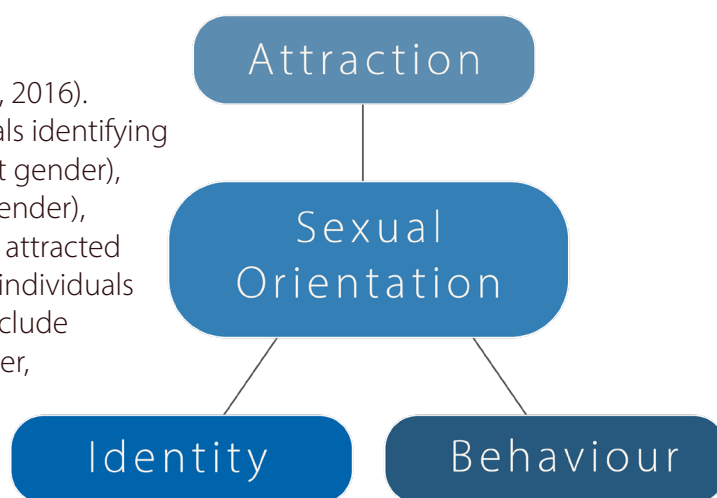 , 2016).
als identifying
t gender),
ender),
attracted
individuals
clude
er,
Attraction
Sexual
Orientation
Identity
Behaviour